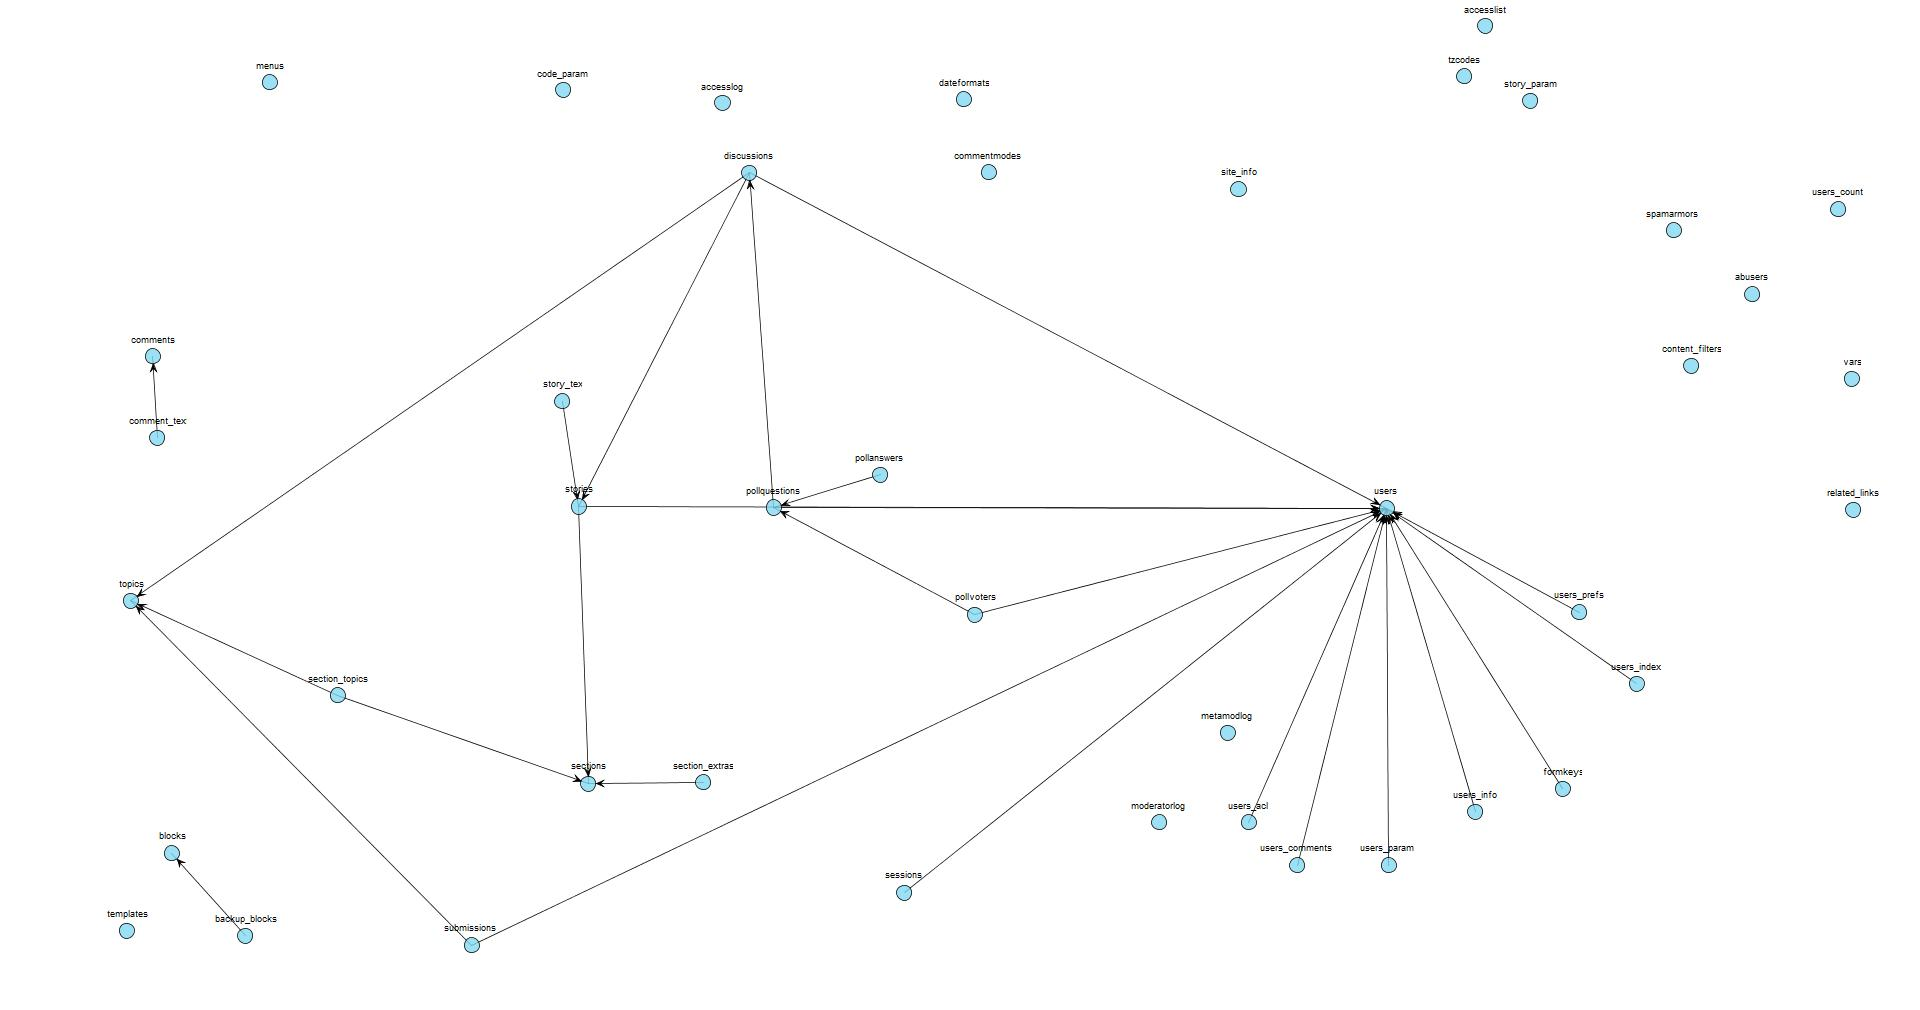 accesslist
menus
code_param
accesslog
dateformats
tzcodes
story_param
discussions
commentmodes
site_info
users_count
spamarmors
abusers
comments
content_filters
vars
story_tex
comment_tex
pollanswers
stories
pollquestions
users
related_links
topics
pollvoters
users_prefs
section_topics
users_index
metamodlog
sections
section_extras
formkeys
moderatorlog
users_acl
users_info
blocks
users_comments
users_param
sessions
templates
backup_blocks
submissions